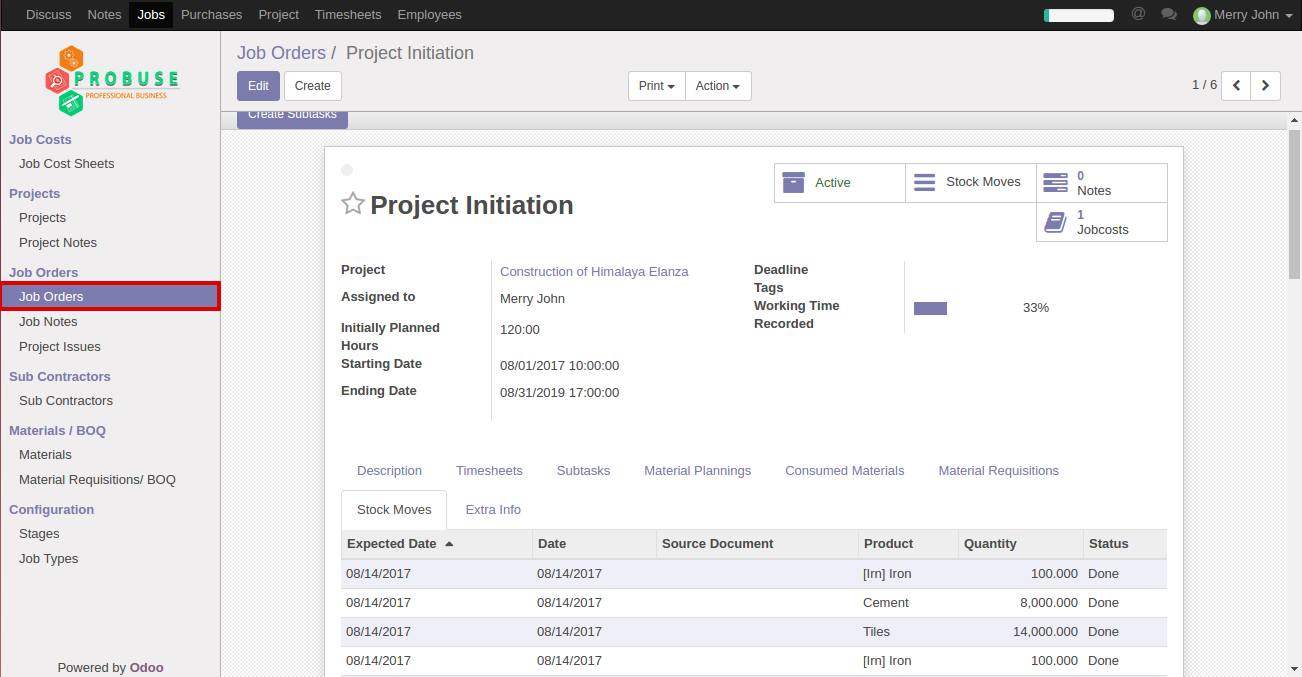 Discuss Notes Jobs Purchases Project Timesheets Employees @ Merry John
PROBUSE
PROFESSIONAL BUSINESS
Job Costs
Job Cost Sheets
Projects
Projects
Project Notes
Job Orders
Job Orders
Job Notes
Project Issues
Sub Contractors
Sub Contractors
Materials / BOQ
Materials
Material Requisitions/ BOQ
Configuration
Stages
Job Types
Powered by Odoo
Job Orders / Project Initiation
Edit Create Print Action 1 / 6
Create Subtasks
Active Stock Moves 0 Notes
1 Jobcosts
Project Initiation
Project Construction of Himalaya Elanza
Assigned to Merry John
Initially Planned Hours 120:00
Starting Date 08/01/2017 10:00:00
Ending Date 08/31/2019 17:00:00
Deadline
Tags
Working Time Recorded 33%
Description Timesheets Subtasks Material Plannings Consumed Materials Material Requisitions
Stock Moves Extra Info
Expected Date Date Source Document Product Quantity Status
08/14/2017 08/14/2017 [Irn] Iron 100.000 Done
08/14/2017 08/14/2017 Cement 8,000.000 Done
08/14/2017 08/14/2017 Tiles 14,000.000 Done
08/14/2017 08/14/2017 [Irn] Iron 100.000 Done